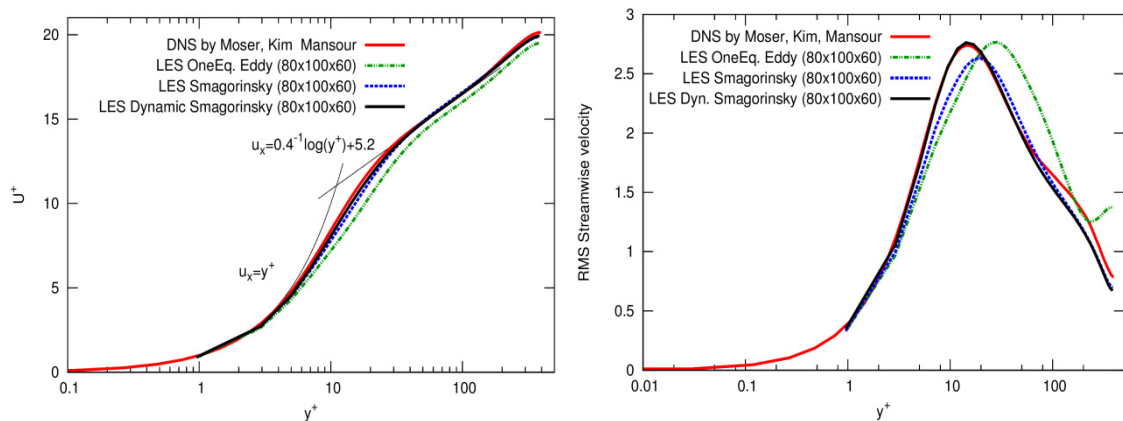 20
15
10
5
0
U+
DNS by Moser, Kim Mansour
LES OneEq. Eddy (80x100x60)
LES Smagorinsky (80x100x60)
LES Dynamic Smagorinsky (80x100x60)
uₓ=0.4⁻¹log(y⁺)+5.2
uₓ=y⁺
0.1 1 10 100
y⁺
3
2.5
2
1.5
1
0.5
0
RMS Streamwise velocity
DNS by Moser, Kim, Mansour
LES OneEq. Eddy (80x100x60)
LES Smagorinsky (80x100x60)
LES Dyn. Smagorinsky (80x100x60)
0.01 0.1 1 10 100
y⁺